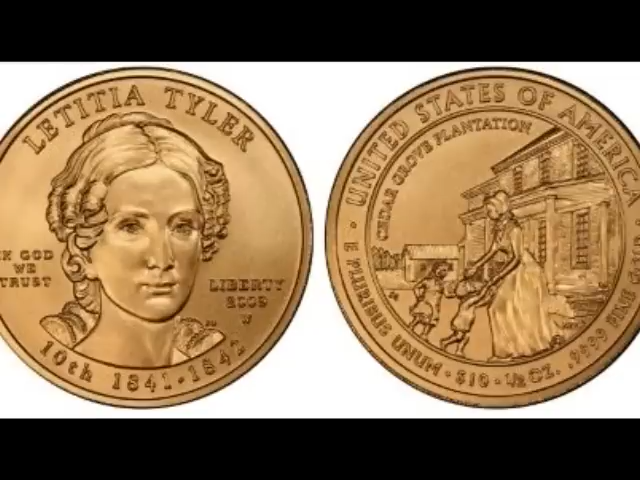 LETITIA TYLER
IN GOD
WE
TRUST
LIBERTY
2009
W
10th 1841-1842
UNITED STATES OF AMERICA
CEDAR GROVE PLANTATION
E PLURIBUS UNUM · $10 · 1/2 OZ. .9999 FINE GOLD